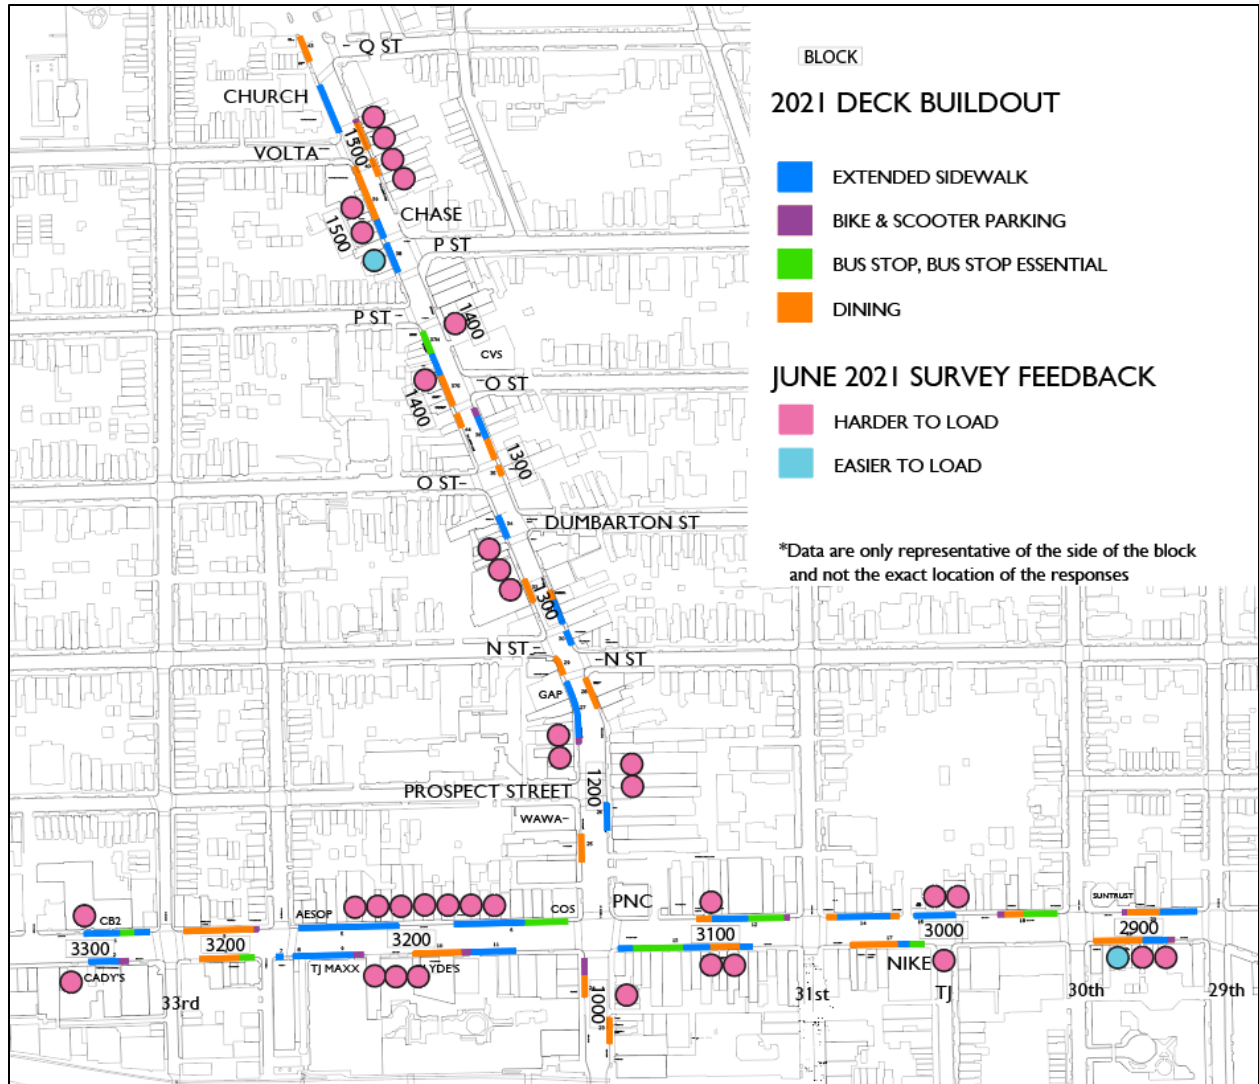 BLOCK
2021 DECK BUILDOUT
EXTENDED SIDEWALK
BIKE & SCOOTER PARKING
BUS STOP, BUS STOP ESSENTIAL
DINING
JUNE 2021 SURVEY FEEDBACK
HARDER TO LOAD
EASIER TO LOAD
*Data are only representative of the side of the block
and not the exact location of the responses
Q ST
CHURCH
VOLTA
1500
CHASE
1500
P ST
P ST
1400
CVS
O ST
1400
1300
O ST
DUMBARTON ST
1300
N ST
N ST
GAP
PROSPECT STREET
1200
WAWA
PNC
CB2
AESOP
COS
SUNTRUST
3300
3200
3200
3100
3000
2900
CADY'S
TJ MAXX
YDE'S
NIKE
33rd
1000
31st
TJ
30th
29th